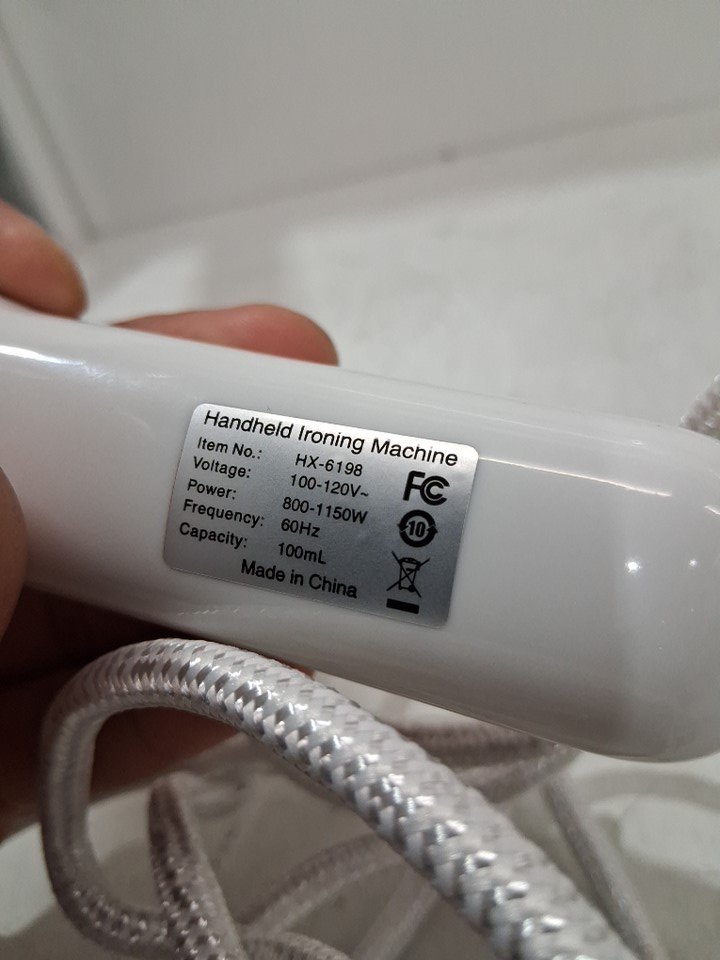 Handheld Ironing Machine
Item No.: HX-6198
Voltage: 100-120V~
Power: 800-1150W
Frequency: 60Hz
Capacity: 100mL
Made in China
FC
10